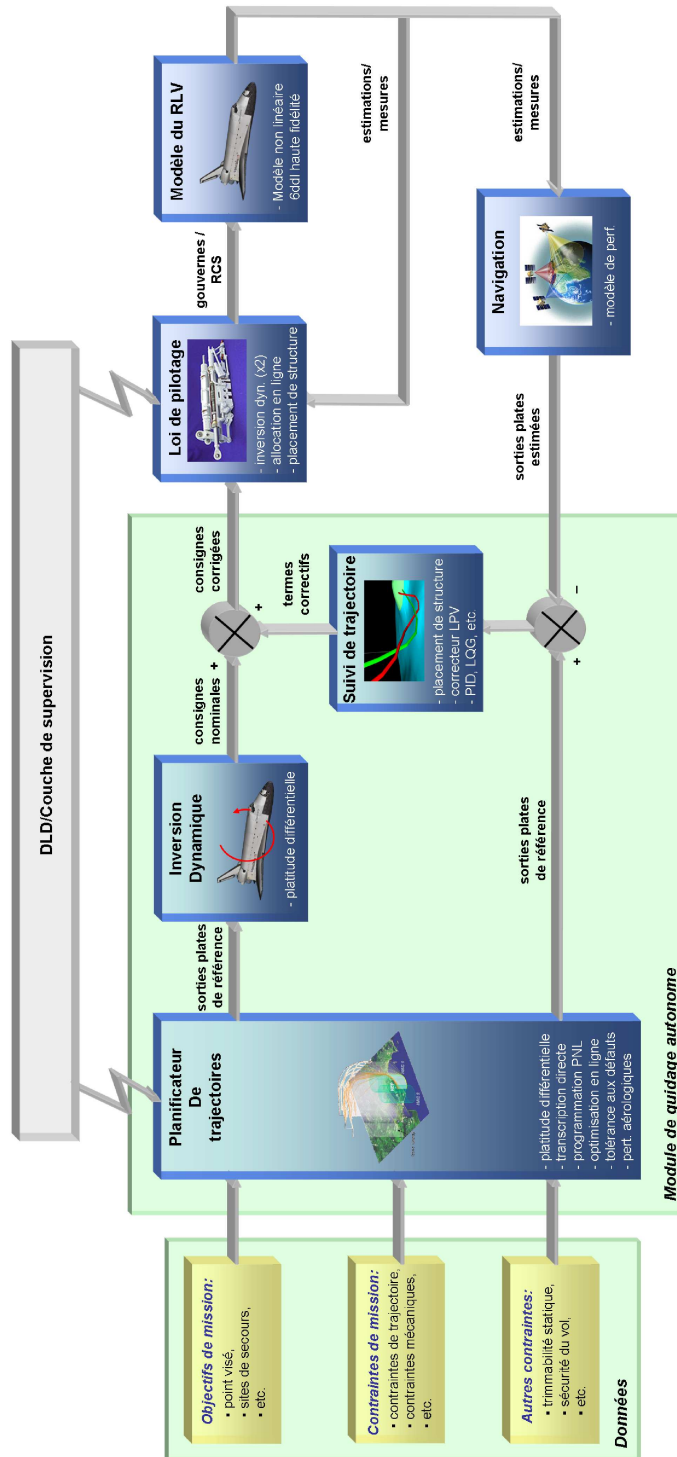 DLD/Couche de supervision
Données
Objectifs de mission:
▪ point visé,
▪ sites de secours,
▪ etc.
Contraintes de mission:
▪ contraintes de trajectoire,
▪ contraintes mécaniques,
▪ etc.
Autres contraintes:
▪ trimmabilité statique,
▪ sécurité du vol,
▪ etc.
Module de guidage autonome
Planificateur
De
trajectoires
- platitude différentielle
- transcription directe
- programmation PNL
- optimisation en ligne
- tolérance aux défauts
- pert. aérologiques
sorties plates
de référence
Inversion
Dynamique
- platitude différentielle
consignes
nominales
+
+
consignes
corrigées
termes
correctifs
Suivi de trajectoire
- placement de structure
- correcteur LPV
- PID, LQG, etc.
sorties plates
de référence
+
−
sorties plates
estimées
Loi de pilotage
- inversion dyn. (x2)
- allocation en ligne
- placement de structure
gouvernes /
RCS
Modèle du RLV
- Modèle non linéaire
6ddl haute fidélité
estimations/
mesures
estimations/
mesures
Navigation
- modèle de perf.